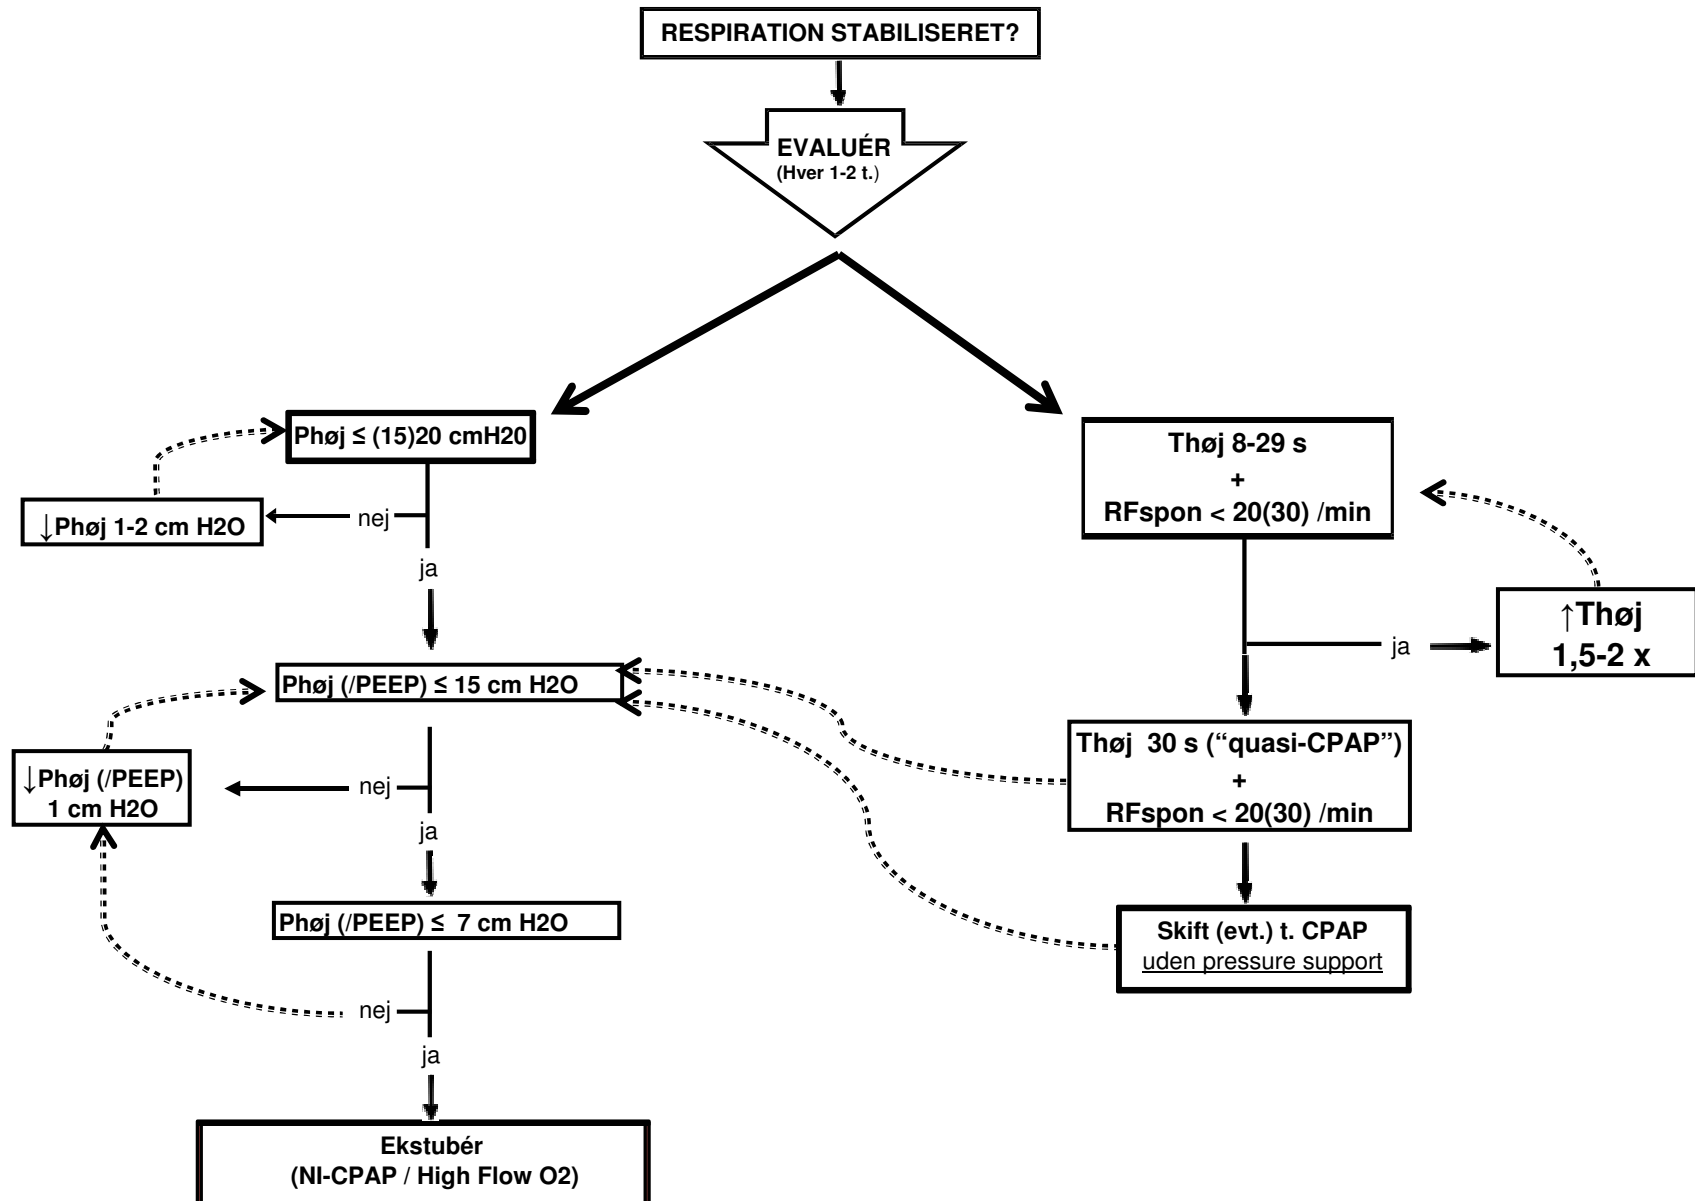 RESPIRATION STABILISERET?
EVALUÉR
(Hver 1-2 t.)
Phøj ≤ (15)20 cmH20
↓Phøj 1-2 cm H2O
nej
ja
Phøj (/PEEP) ≤ 15 cm H2O
↓Phøj (/PEEP)
1 cm H2O
nej
ja
Phøj (/PEEP) ≤ 7 cm H2O
nej
ja
Ekstubér
(NI-CPAP / High Flow O2)
Thøj 8-29 s
+
RFspon < 20(30) /min
ja
↑Thøj
1,5-2 x
Thøj 30 s (“quasi-CPAP”)
+
RFspon < 20(30) /min
Skift (evt.) t. CPAP
uden pressure support